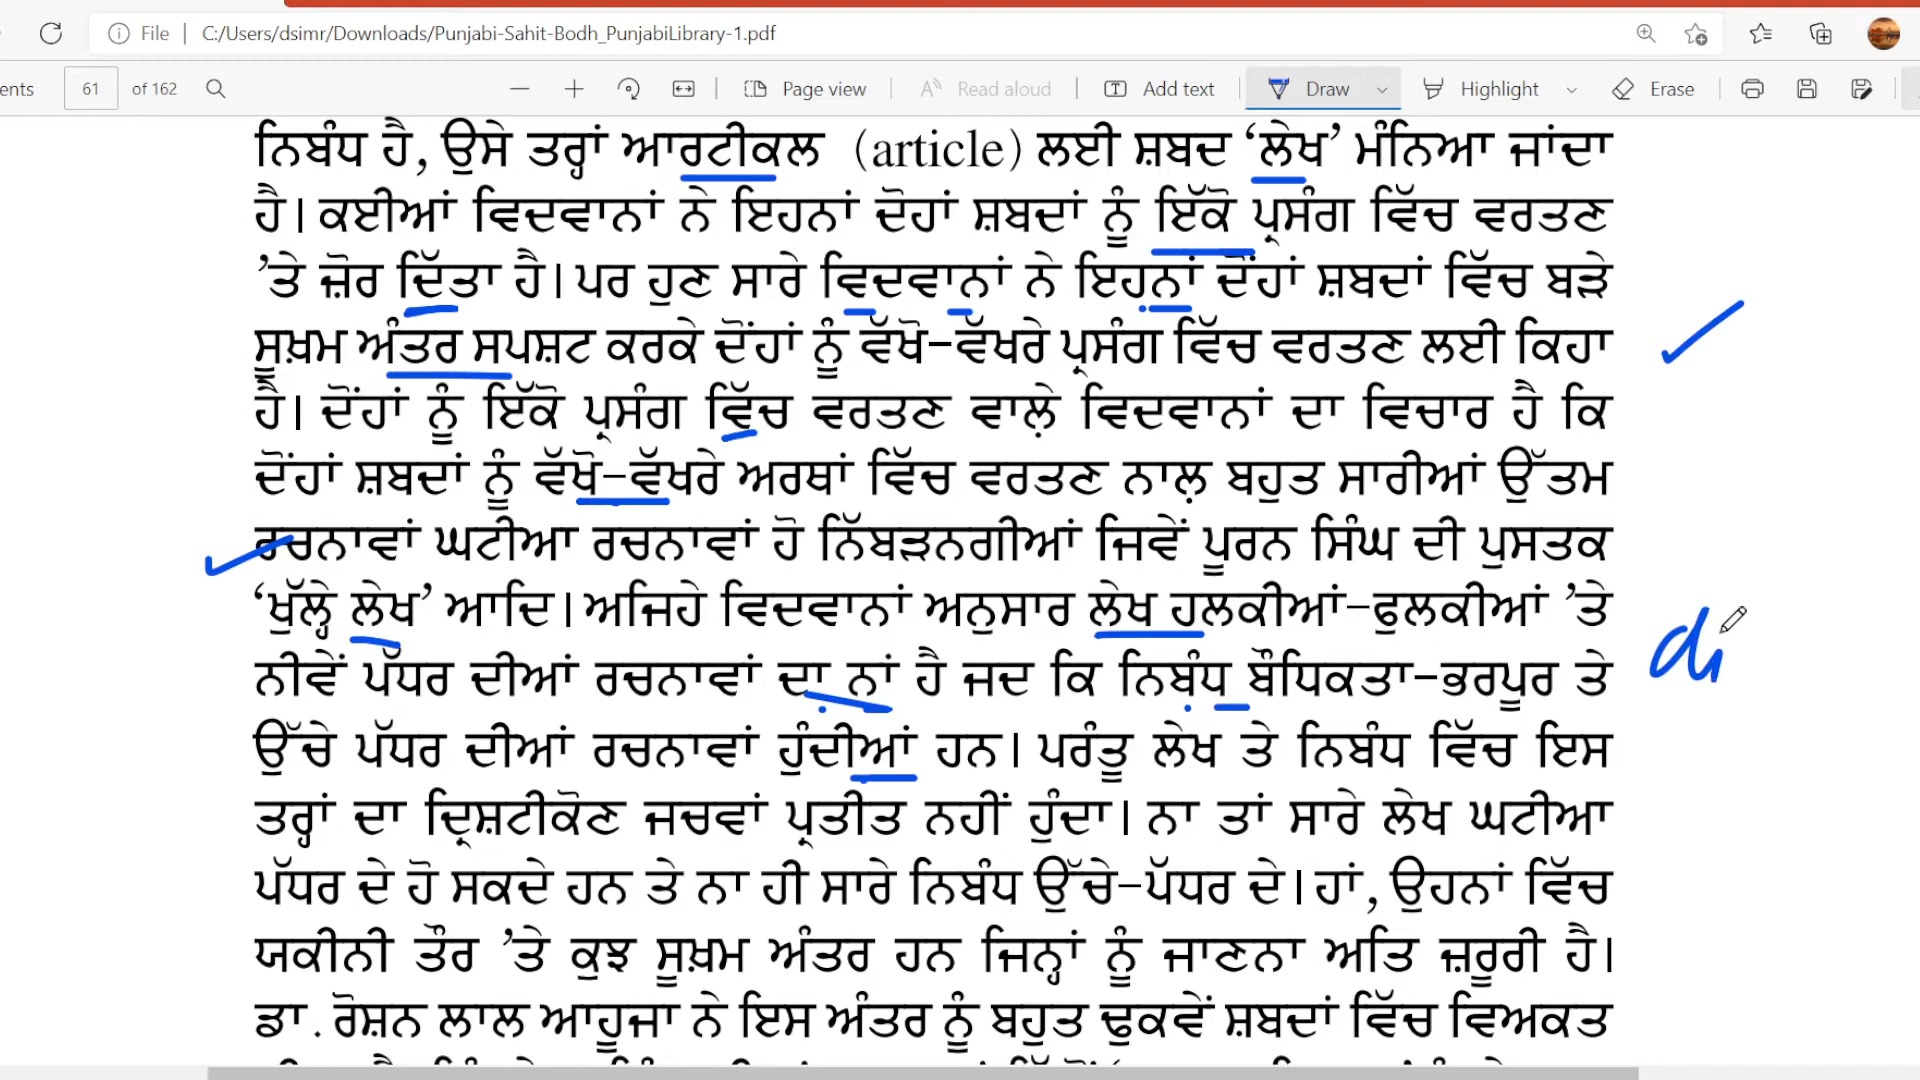 File C:/Users/dsimr/Downloads/Punjabi-Sahit-Bodh_PunjabiLibrary-1.pdf
ents 61 of 162 Page view Read aloud Add text Draw Highlight Erase
ਨਿਬੰਧ ਹੈ, ਉਸੇ ਤਰ੍ਹਾਂ ਆਰਟੀਕਲ (article) ਲਈ ਸ਼ਬਦ ‘ਲੇਖ’ ਮੰਨਿਆ ਜਾਂਦਾ
ਹੈ। ਕਈਆਂ ਵਿਦਵਾਨਾਂ ਨੇ ਇਹਨਾਂ ਦੋਹਾਂ ਸ਼ਬਦਾਂ ਨੂੰ ਇੱਕੋ ਪ੍ਰਸੰਗ ਵਿੱਚ ਵਰਤਣ
’ਤੇ ਜ਼ੋਰ ਦਿੱਤਾ ਹੈ। ਪਰ ਹੁਣ ਸਾਰੇ ਵਿਦਵਾਨਾਂ ਨੇ ਇਹਨਾਂ ਦੋਂਹਾਂ ਸ਼ਬਦਾਂ ਵਿੱਚ ਬੜੇ
ਸੂਖ਼ਮ ਅੰਤਰ ਸਪਸ਼ਟ ਕਰਕੇ ਦੋਂਹਾਂ ਨੂੰ ਵੱਖੋ-ਵੱਖਰੇ ਪ੍ਰਸੰਗ ਵਿੱਚ ਵਰਤਣ ਲਈ ਕਿਹਾ
ਹੈ। ਦੋਂਹਾਂ ਨੂੰ ਇੱਕੋ ਪ੍ਰਸੰਗ ਵਿੱਚ ਵਰਤਣ ਵਾਲ਼ੇ ਵਿਦਵਾਨਾਂ ਦਾ ਵਿਚਾਰ ਹੈ ਕਿ
ਦੋਂਹਾਂ ਸ਼ਬਦਾਂ ਨੂੰ ਵੱਖੋ-ਵੱਖਰੇ ਅਰਥਾਂ ਵਿੱਚ ਵਰਤਣ ਨਾਲ਼ ਬਹੁਤ ਸਾਰੀਆਂ ਉੱਤਮ
ਰਚਨਾਵਾਂ ਘਟੀਆ ਰਚਨਾਵਾਂ ਹੋ ਨਿੱਬੜਨਗੀਆਂ ਜਿਵੇਂ ਪੂਰਨ ਸਿੰਘ ਦੀ ਪੁਸਤਕ
‘ਖੁੱਲ੍ਹੇ ਲੇਖ’ ਆਦਿ। ਅਜਿਹੇ ਵਿਦਵਾਨਾਂ ਅਨੁਸਾਰ ਲੇਖ ਹਲਕੀਆਂ-ਫੁਲਕੀਆਂ ’ਤੇ
ਨੀਵੇਂ ਪੱਧਰ ਦੀਆਂ ਰਚਨਾਵਾਂ ਦਾ ਨਾਂ ਹੈ ਜਦ ਕਿ ਨਿਬੰਧ ਬੌਧਿਕਤਾ-ਭਰਪੂਰ ਤੇ
ਉੱਚੇ ਪੱਧਰ ਦੀਆਂ ਰਚਨਾਵਾਂ ਹੁੰਦੀਆਂ ਹਨ। ਪਰੰਤੂ ਲੇਖ ਤੇ ਨਿਬੰਧ ਵਿੱਚ ਇਸ
ਤਰ੍ਹਾਂ ਦਾ ਦ੍ਰਿਸ਼ਟੀਕੋਣ ਜਚਵਾਂ ਪ੍ਰਤੀਤ ਨਹੀਂ ਹੁੰਦਾ। ਨਾ ਤਾਂ ਸਾਰੇ ਲੇਖ ਘਟੀਆ
ਪੱਧਰ ਦੇ ਹੋ ਸਕਦੇ ਹਨ ਤੇ ਨਾ ਹੀ ਸਾਰੇ ਨਿਬੰਧ ਉੱਚੇ-ਪੱਧਰ ਦੇ। ਹਾਂ, ਉਹਨਾਂ ਵਿੱਚ
ਯਕੀਨੀ ਤੌਰ ’ਤੇ ਕੁਝ ਸੂਖ਼ਮ ਅੰਤਰ ਹਨ ਜਿਨ੍ਹਾਂ ਨੂੰ ਜਾਣਨਾ ਅਤਿ ਜ਼ਰੂਰੀ ਹੈ।
ਡਾ. ਰੋਸ਼ਨ ਲਾਲ ਆਹੂਜਾ ਨੇ ਇਸ ਅੰਤਰ ਨੂੰ ਬਹੁਤ ਢੁਕਵੇਂ ਸ਼ਬਦਾਂ ਵਿੱਚ ਵਿਅਕਤ